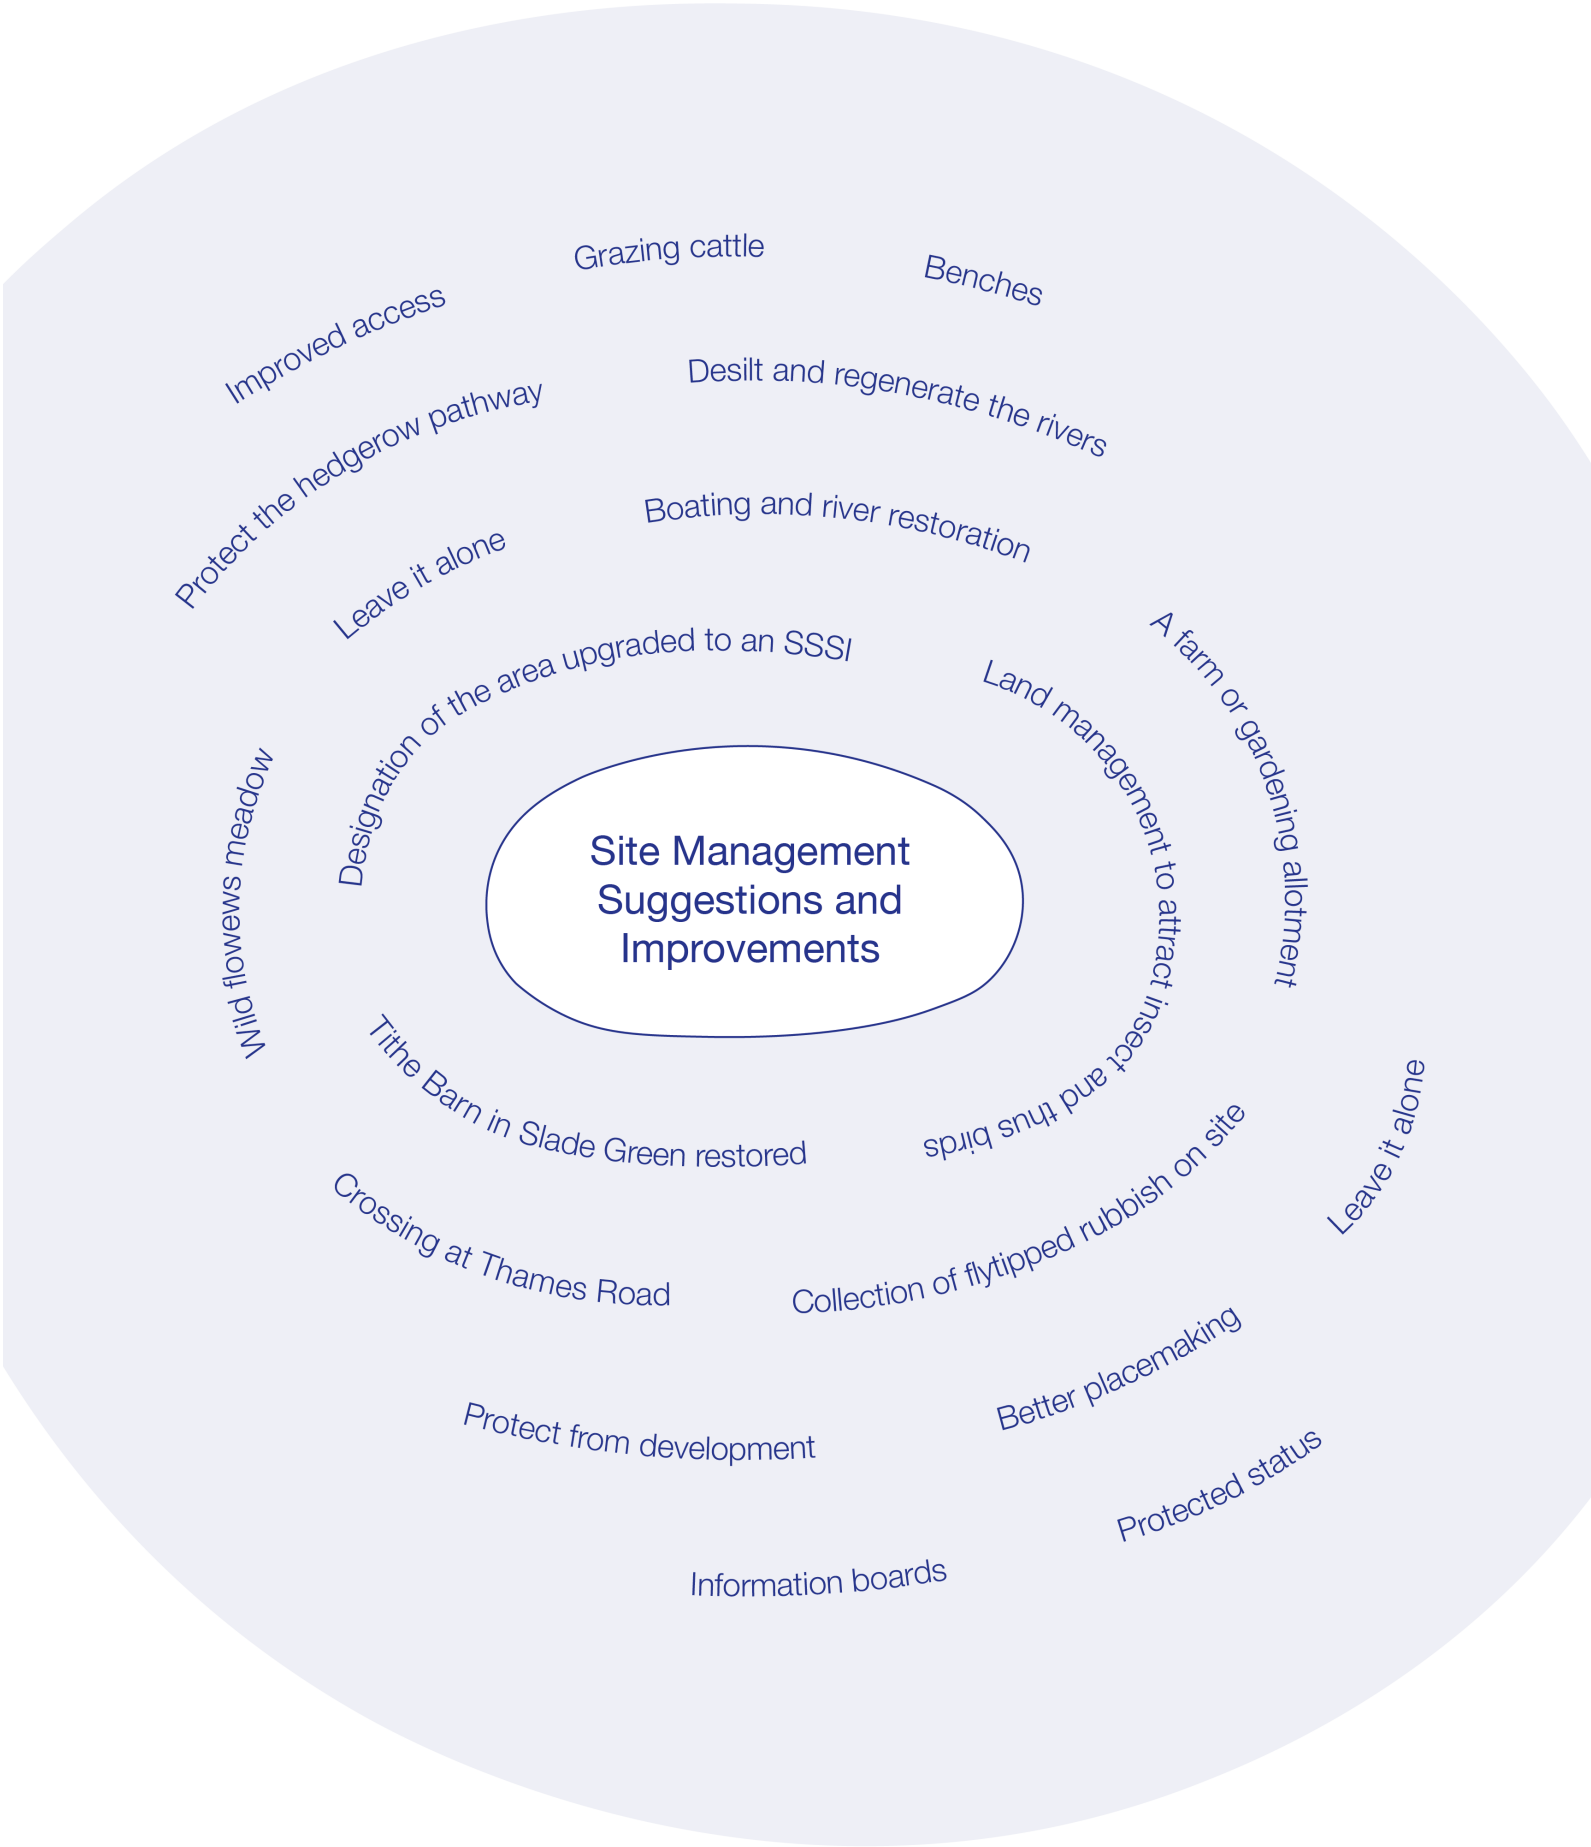 Grazing cattle
Benches
Improved access
Desilt and regenerate the rivers
Protect the hedgerow pathway
Boating and river restoration
Leave it alone
Designation of the area upgraded to an SSSI
A farm or gardening allotment
Land management to attract insect and thus birds
Wild flowews meadow
Site Management
Suggestions and
Improvements
Tithe Barn in Slade Green restored
Leave it alone
Collection of flytipped rubbish on site
Crossing at Thames Road
Better placemaking
Protect from development
Protected status
Information boards